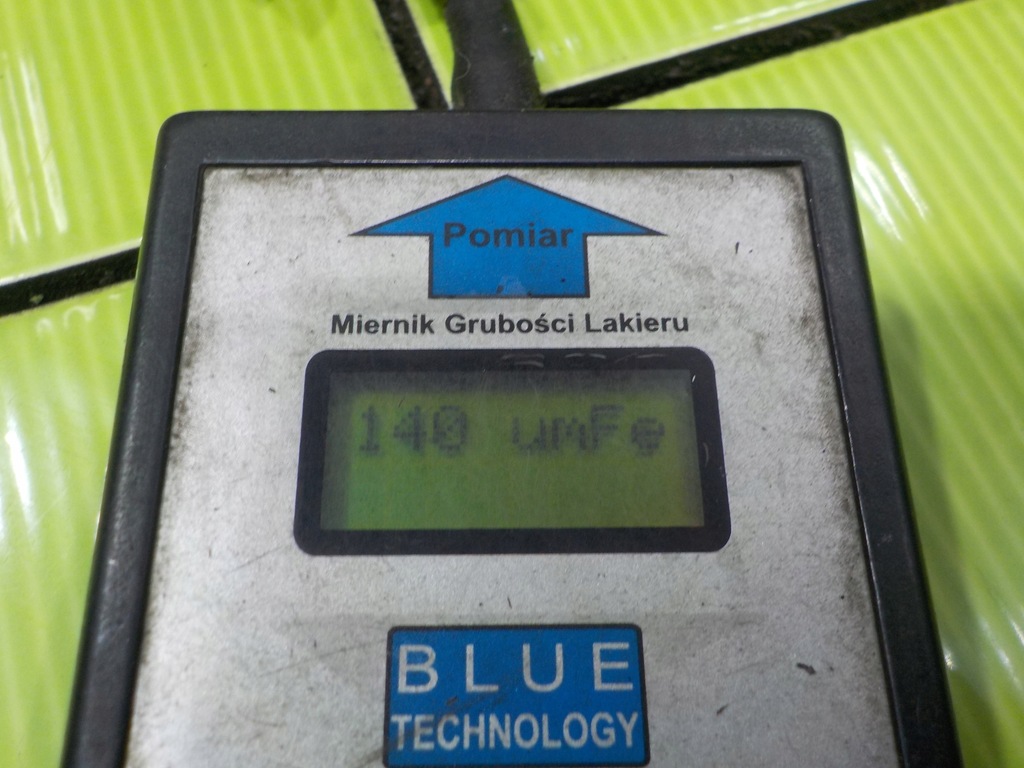 Pomiar
Miernik Grubości Lakieru
140 umFe
BLUE
TECHNOLOGY